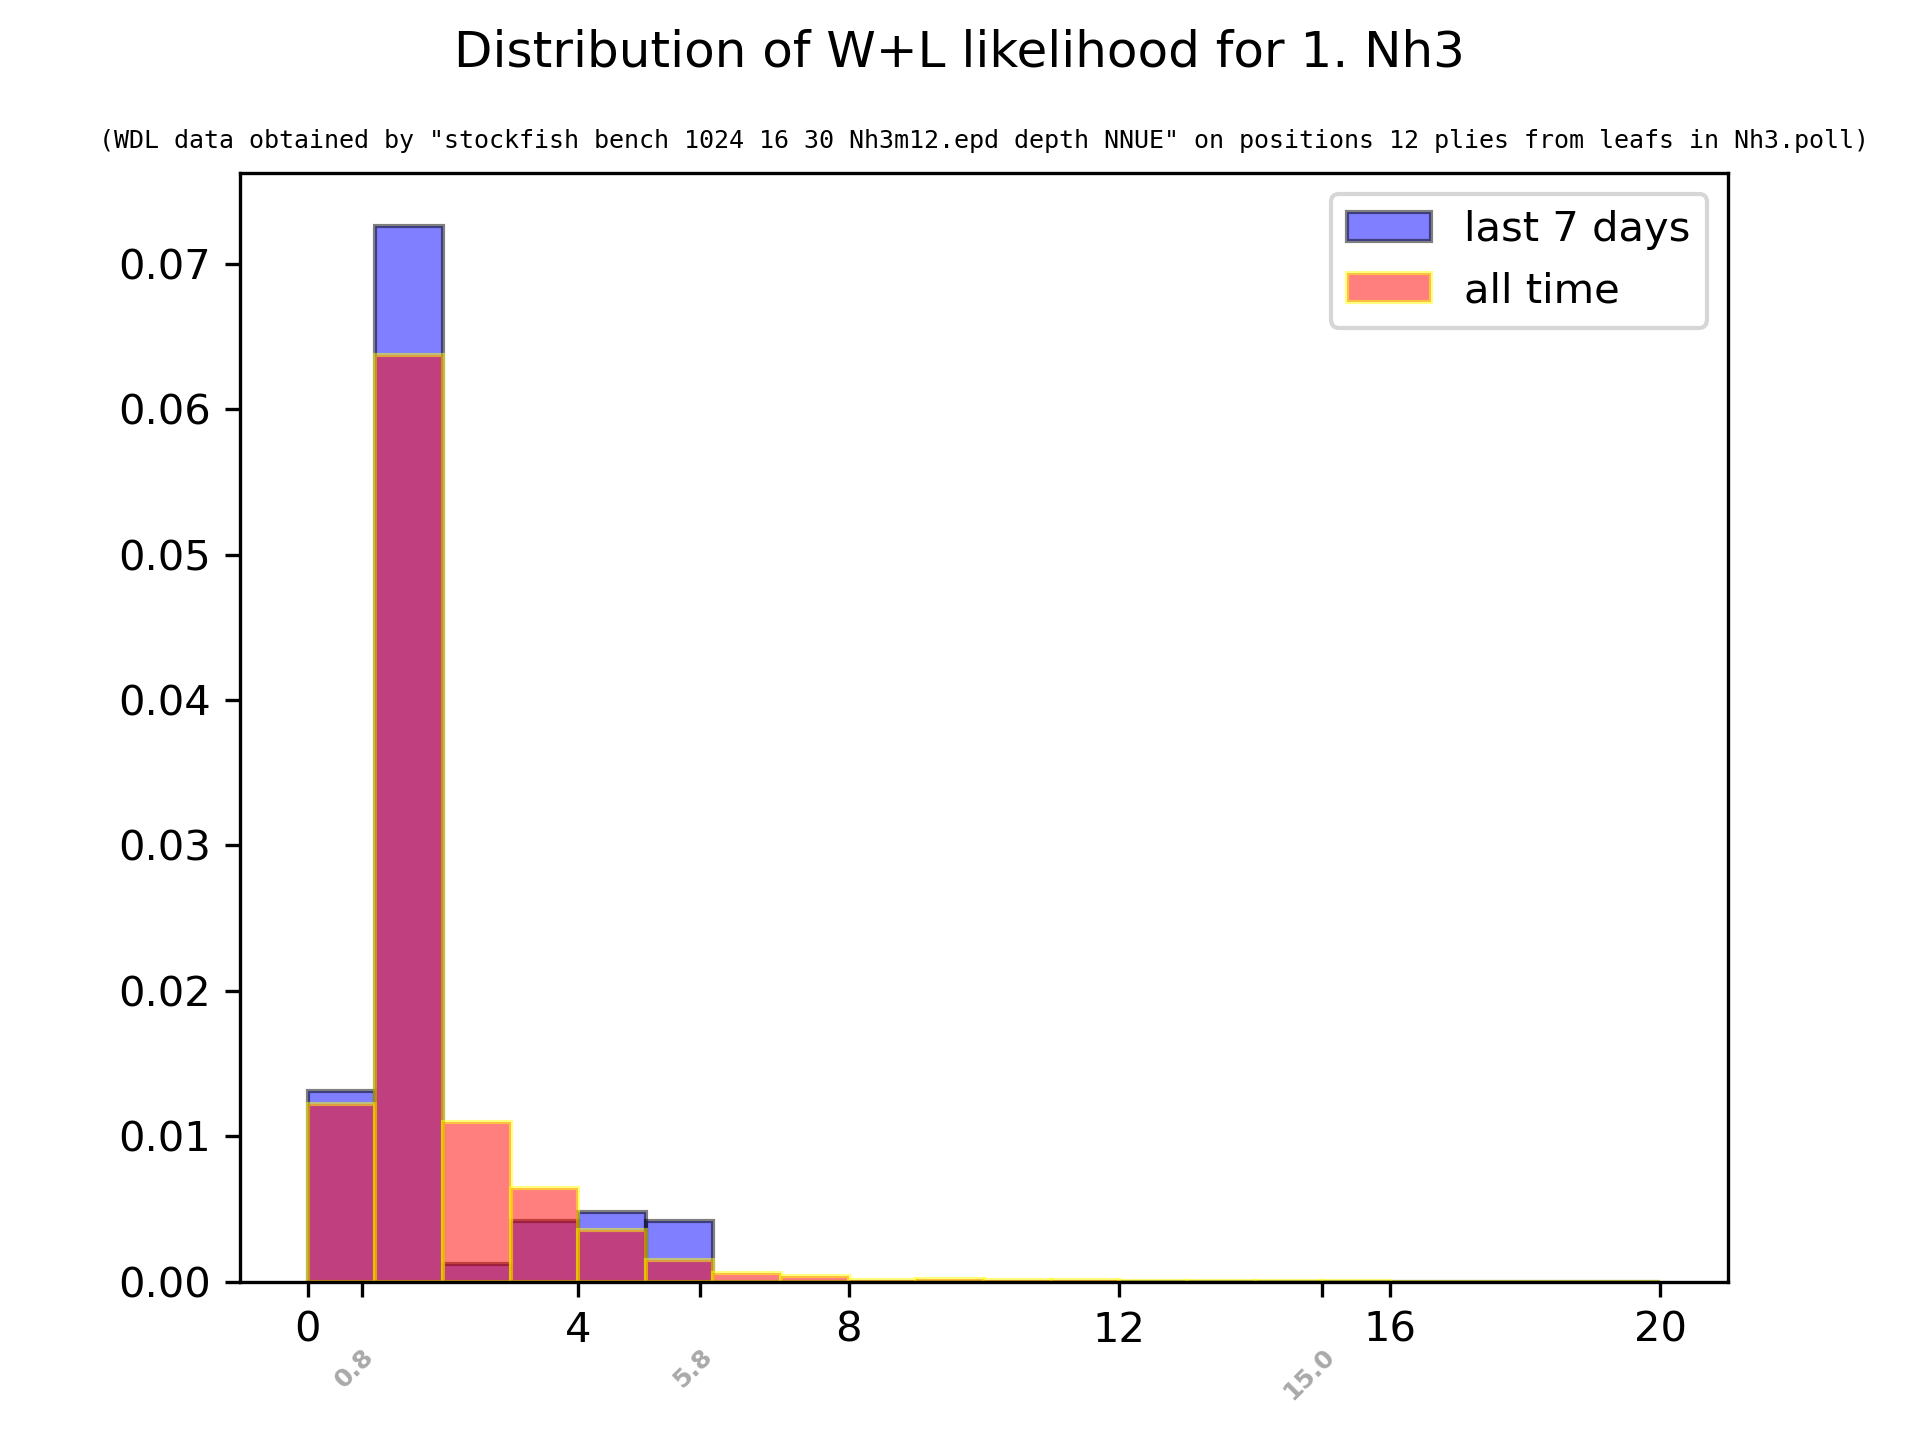 Distribution of W+L likelihood for 1. Nh3
(WDL data obtained by "stockfish bench 1024 16 30 Nh3m12.epd depth NNUE" on positions 12 plies from leafs in Nh3.poll)
last 7 days
all time
0.07
0.06
0.05
0.04
0.03
0.02
0.01
0.00
0 4 8 12 16 20
0.8 5.8 15.0